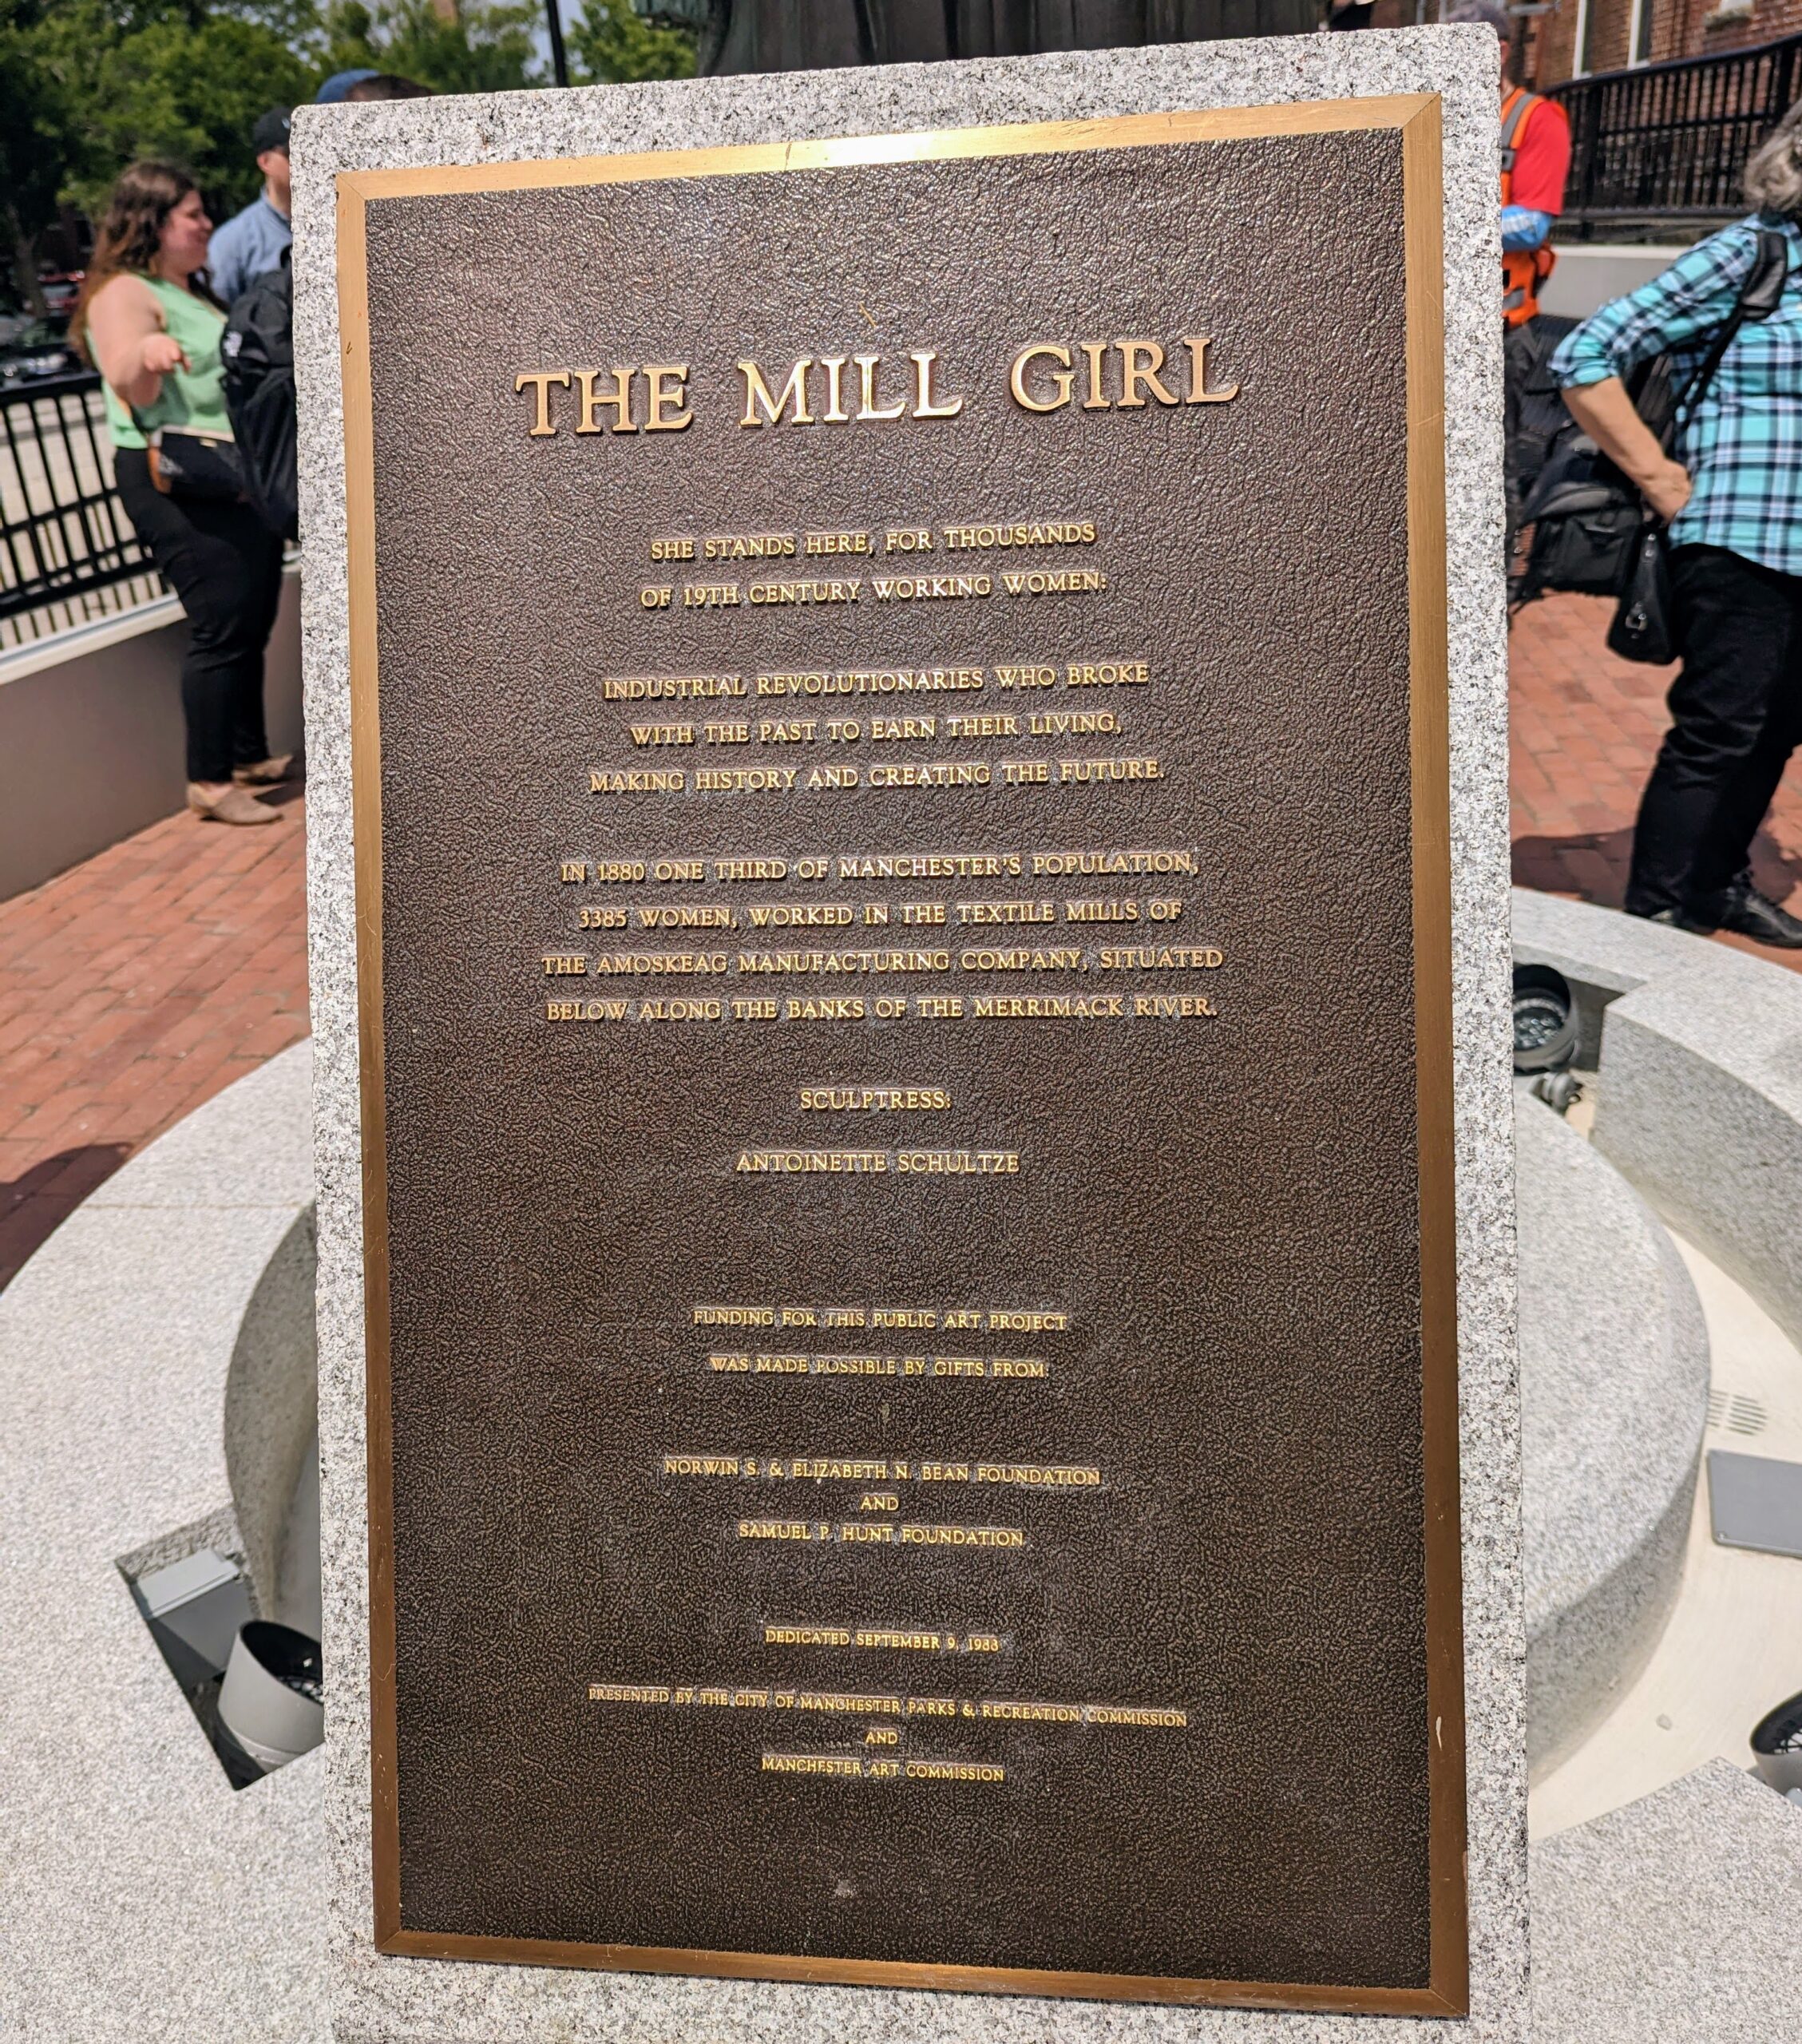 THE MILL GIRL
SHE STANDS HERE, FOR THOUSANDS
OF 19TH CENTURY WORKING WOMEN:
INDUSTRIAL REVOLUTIONARIES WHO BROKE
WITH THE PAST TO EARN THEIR LIVING,
MAKING HISTORY AND CREATING THE FUTURE.
IN 1880 ONE THIRD OF MANCHESTER'S POPULATION,
3385 WOMEN, WORKED IN THE TEXTILE MILLS OF
THE AMOSKEAG MANUFACTURING COMPANY, SITUATED
BELOW ALONG THE BANKS OF THE MERRIMACK RIVER.
SCULPTRESS:
ANTOINETTE SCHULTZE
FUNDING FOR THIS PUBLIC ART PROJECT
WAS MADE POSSIBLE BY GIFTS FROM:
NORWIN S. & ELIZABETH N. BEAN FOUNDATION
AND
SAMUEL P. HUNT FOUNDATION
DEDICATED SEPTEMBER 9, 1988
PRESENTED BY THE CITY OF MANCHESTER PARKS & RECREATION COMMISSION
AND
MANCHESTER ART COMMISSION